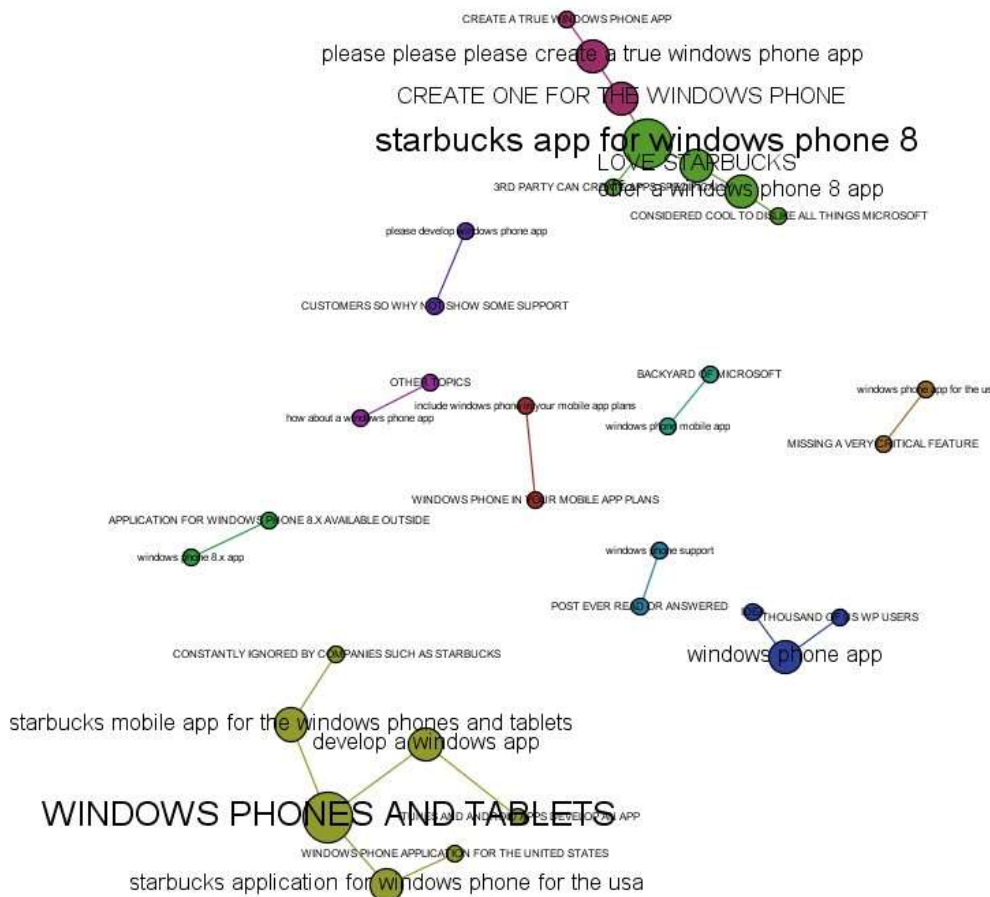 CREATE A TRUE WINDOWS PHONE APP
please please please create a true windows phone app
CREATE ONE FOR THE WINDOWS PHONE
starbucks app for windows phone 8
LOVE STARBUCKS
3RD PARTY CAN CREATE APPS SPECIFICALLY
offer a windows phone 8 app
CONSIDERED COOL TO DISLIKE ALL THINGS MICROSOFT
please develop windows phone app
CUSTOMERS SO WHY NOT SHOW SOME SUPPORT
BACKYARD OF MICROSOFT
OTHER TOPICS
windows phone app for the us
include windows phone in your mobile app plans
how about a windows phone app
windows phone mobile app
MISSING A VERY CRITICAL FEATURE
WINDOWS PHONE IN YOUR MOBILE APP PLANS
APPLICATION FOR WINDOWS PHONE 8.X AVAILABLE OUTSIDE
windows phone 8.x app
windows phone support
POST EVER READ OR ANSWERED
THOUSAND OF US WP USERS
windows phone app
CONSTANTLY IGNORED BY COMPANIES SUCH AS STARBUCKS
starbucks mobile app for the windows phones and tablets
develop a windows app
WINDOWS PHONES AND TABLETS
AND ANDROID APPS DEVELOP AN APP
WINDOWS PHONE APPLICATION FOR THE UNITED STATES
starbucks application for windows phone for the usa